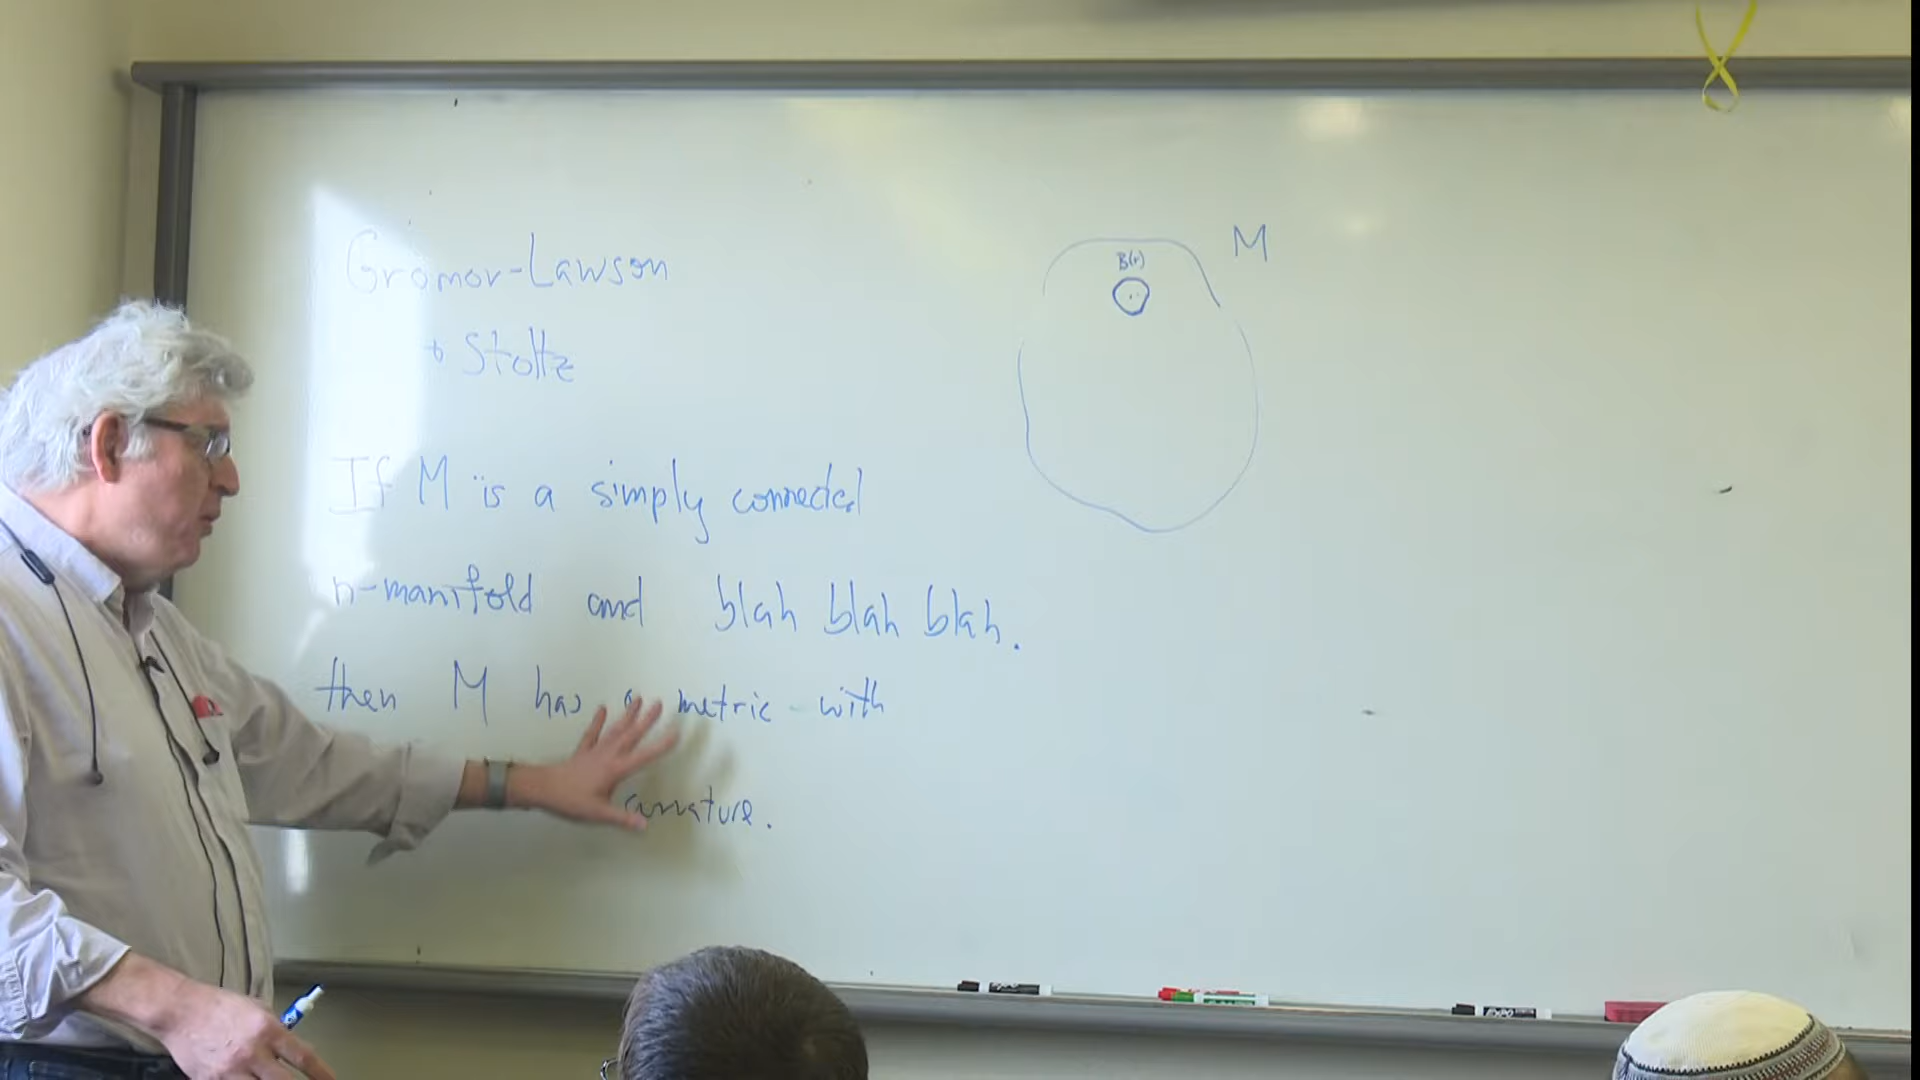 Gromov-Lawson
+ Stoltz
If M is a simply connected
n-manifold and blah blah blah.
then M has a metric with
curvature.
M
B(r)